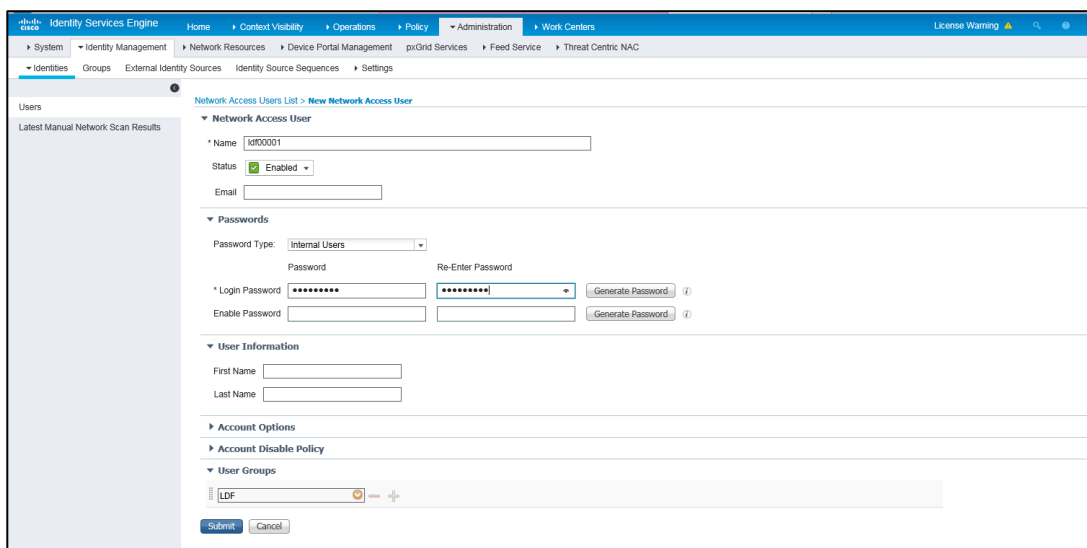 cisco Identity Services Engine Home Context Visibility Operations Policy Administration Work Centers License Warning
System Identity Management Network Resources Device Portal Management pxGrid Services Feed Service Threat Centric NAC
Identities Groups External Identity Sources Identity Source Sequences Settings
Users
Latest Manual Network Scan Results
Network Access Users List > New Network Access User
Network Access User
* Name ldf00001
Status Enabled
Email
Passwords
Password Type: Internal Users
Password Re-Enter Password
* Login Password ●●●●●●●●● ●●●●●●●●● Generate Password i
Enable Password Generate Password i
User Information
First Name
Last Name
Account Options
Account Disable Policy
User Groups
LDF
Submit Cancel